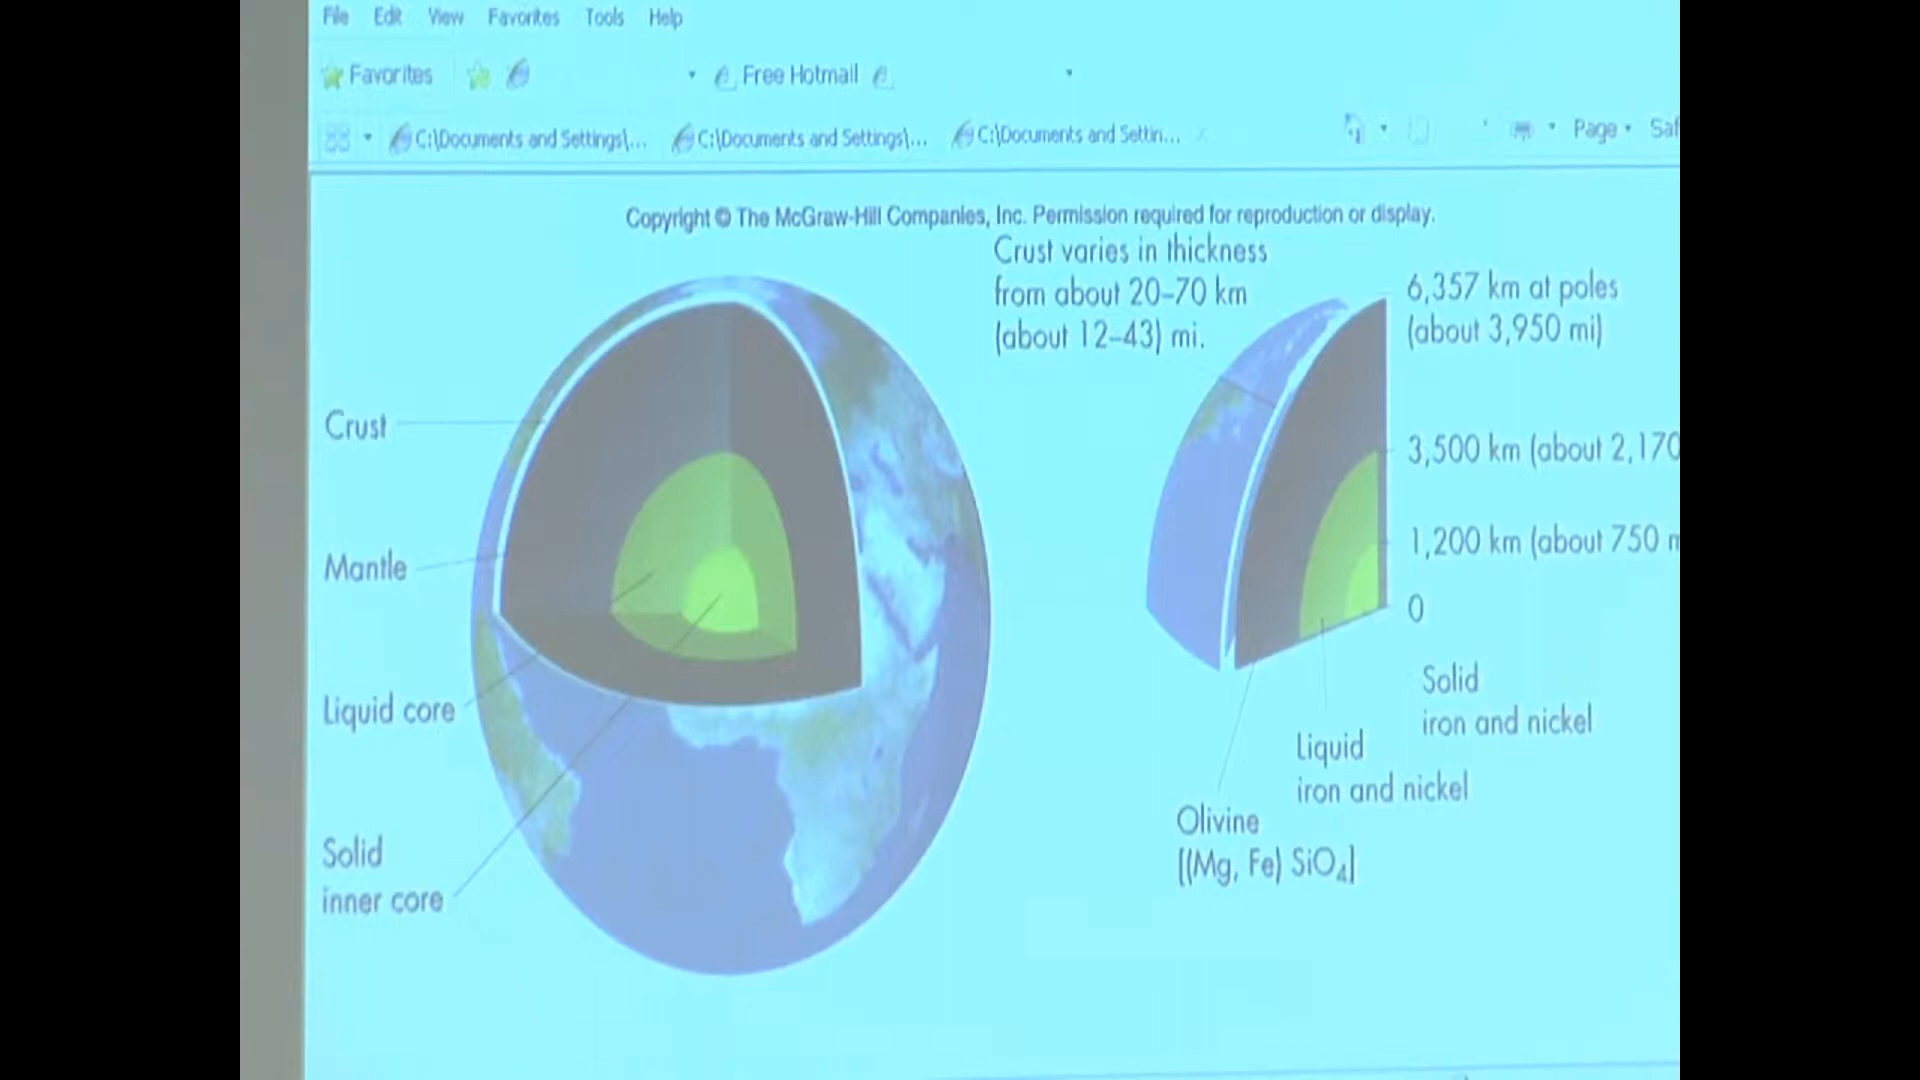 File Edit View Favorites Tools Help
Favorites Free Hotmail
C:\Documents and Settings\... C:\Documents and Settings\... C:\Documents and Settin... Page
Copyright © The McGraw-Hill Companies, Inc. Permission required for reproduction or display.
Crust varies in thickness
from about 20–70 km
(about 12–43) mi.
6,357 km at poles
(about 3,950 mi)
Crust
3,500 km (about 2,170
Mantle
1,200 km (about 750
0
Liquid core
Solid
iron and nickel
Liquid
iron and nickel
Olivine
[(Mg, Fe) SiO₄]
Solid
inner core